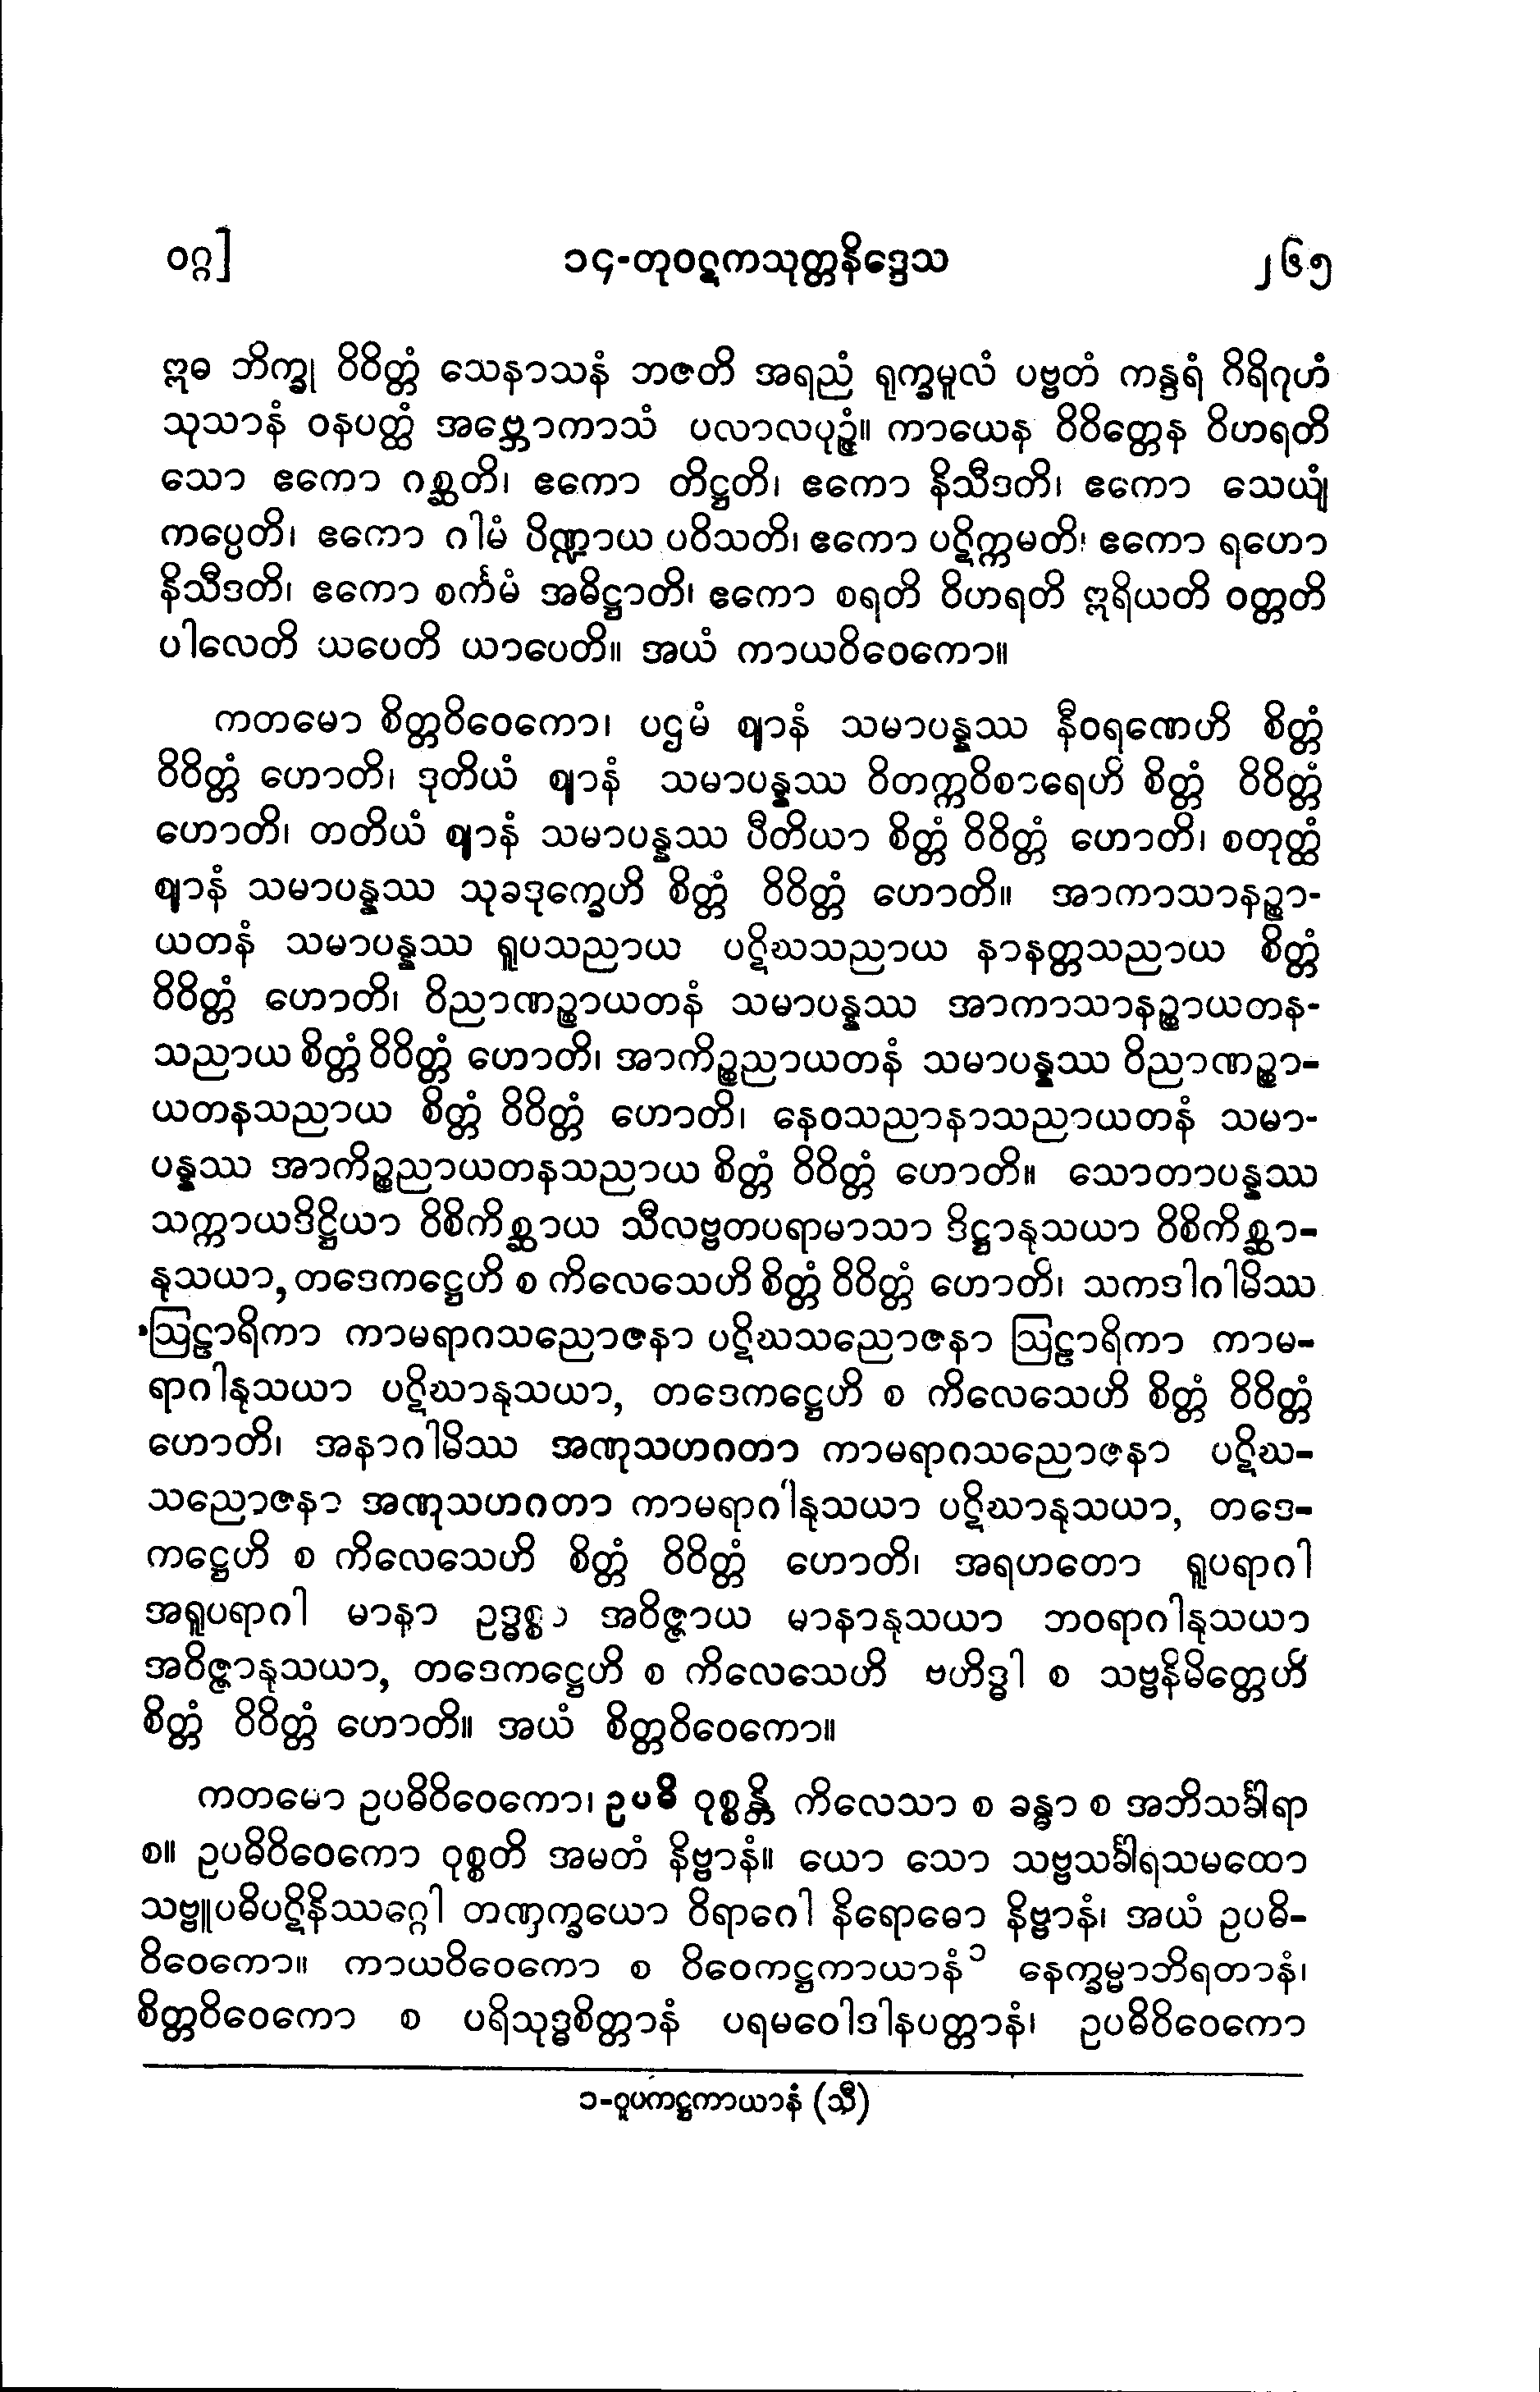 ဝဂ္ဂ]
၁၄-တုဝဋ္ဋကသုတ္တနိဒ္ဒေသ
၂၆၅
ဣဓ ဘိက္ခု ဝိဝိတ္တံ သေနာသနံ ဘဇတိ အရညံ ရုက္ခမူလံ ပဗ္ဗတံ ကန္ဒရံ ဂိရိဂုဟံ
သုသာနံ ဝနပတ္ထံ အဗ္ဘောကာသံ ပလာလပုဉ္ဇံ။ ကာယေန ဝိဝိတ္တေန ဝိဟရတိ
သော ဧကော ဂစ္ဆတိ၊ ဧကော တိဋ္ဌတိ၊ ဧကော နိသီဒတိ၊ ဧကော သေယျံ
ကပ္ပေတိ၊ ဧကော ဂါမံ ပိဏ္ဍာယ ပဝိသတိ၊ ဧကော ပဋိက္ကမတိ၊ ဧကော ရဟော
နိသီဒတိ၊ ဧကော စင်္ကမံ အဓိဋ္ဌာတိ၊ ဧကော စရတိ ဝိဟရတိ ဣရိယတိ ဝတ္တတိ
ပါလေတိ ယပေတိ ယာပေတိ။ အယံ ကာယဝိဝေကော။
ကတမော စိတ္တဝိဝေကော၊ ပဌမံ ဈာနံ သမာပန္နဿ နီဝရဏေဟိ စိတ္တံ
ဝိဝိတ္တံ ဟောတိ၊ ဒုတိယံ ဈာနံ သမာပန္နဿ ဝိတက္ကဝိစာရေဟိ စိတ္တံ ဝိဝိတ္တံ
ဟောတိ၊ တတိယံ ဈာနံ သမာပန္နဿ ပီတိယာ စိတ္တံ ဝိဝိတ္တံ ဟောတိ၊ စတုတ္ထံ
ဈာနံ သမာပန္နဿ သုခဒုက္ခေဟိ စိတ္တံ ဝိဝိတ္တံ ဟောတိ။ အာကာသာနဉ္စာ-
ယတနံ သမာပန္နဿ ရူပသညာယ ပဋိဃသညာယ နာနတ္တသညာယ စိတ္တံ
ဝိဝိတ္တံ ဟောတိ၊ ဝိညာဏဉ္စာယတနံ သမာပန္နဿ အာကာသာနဉ္စာယတန-
သညာယ စိတ္တံ ဝိဝိတ္တံ ဟောတိ၊ အာကိဉ္စညာယတနံ သမာပန္နဿ ဝိညာဏဉ္စာ-
ယတနသညာယ စိတ္တံ ဝိဝိတ္တံ ဟောတိ၊ နေဝသညာနာသညာယတနံ သမာ-
ပန္နဿ အာကိဉ္စညာယတနသညာယ စိတ္တံ ဝိဝိတ္တံ ဟောတိ။ သောတာပန္နဿ
သက္ကာယဒိဋ္ဌိယာ ဝိစိကိစ္ဆာယ သီလဗ္ဗတပရာမာသာ ဒိဋ္ဌာနုသယာ ဝိစိကိစ္ဆာ-
နုသယာ, တဒေကဋ္ဌေဟိ စ ကိလေသေဟိ စိတ္တံ ဝိဝိတ္တံ ဟောတိ၊ သကဒါဂါမိဿ
ဩဠာရိကာ ကာမရာဂသညောဇနာ ပဋိဃသညောဇနာ ဩဠာရိကာ ကာမ-
ရာဂါနုသယာ ပဋိဃာနုသယာ, တဒေကဋ္ဌေဟိ စ ကိလေသေဟိ စိတ္တံ ဝိဝိတ္တံ
ဟောတိ၊ အနာဂါမိဿ အဏုသဟဂတာ ကာမရာဂသညောဇနာ ပဋိဃ-
သညောဇနာ အဏုသဟဂတာ ကာမရာဂါနုသယာ ပဋိဃာနုသယာ, တဒေ-
ကဋ္ဌေဟိ စ ကိလေသေဟိ စိတ္တံ ဝိဝိတ္တံ ဟောတိ၊ အရဟတော ရူပရာဂါ
အရူပရာဂါ မာနာ ဥဒ္ဓစ္စာ အဝိဇ္ဇာယ မာနာနုသယာ ဘဝရာဂါနုသယာ
အဝိဇ္ဇာနုသယာ, တဒေကဋ္ဌေဟိ စ ကိလေသေဟိ ဗဟိဒ္ဓါ စ သဗ္ဗနိမိတ္တေဟိ
စိတ္တံ ဝိဝိတ္တံ ဟောတိ။ အယံ စိတ္တဝိဝေကော။
ကတမော ဥပဓိဝိဝေကော၊ ဥပဓိ ဝုစ္စန္တိ ကိလေသာ စ ခန္ဓာ စ အဘိသင်္ခါရာ
စ။ ဥပဓိဝိဝေကော ဝုစ္စတိ အမတံ နိဗ္ဗာနံ။ ယော သော သဗ္ဗသင်္ခါရသမထော
သဗ္ဗူပဓိပဋိနိဿဂ္ဂေါ တဏှက္ခယော ဝိရာဂေါ နိရောဓော နိဗ္ဗာနံ၊ အယံ ဥပဓိ-
ဝိဝေကော။ ကာယဝိဝေကော စ ဝိဝေကဋ္ဌကာယာနံ၁ နေက္ခမ္မာဘိရတာနံ၊
စိတ္တဝိဝေကော စ ပရိသုဒ္ဓစိတ္တာနံ ပရမဝေါဒါနပတ္တာနံ၊ ဥပဓိဝိဝေကော
၁-ဝူပကဋ္ဌကာယာနံ (သီ)